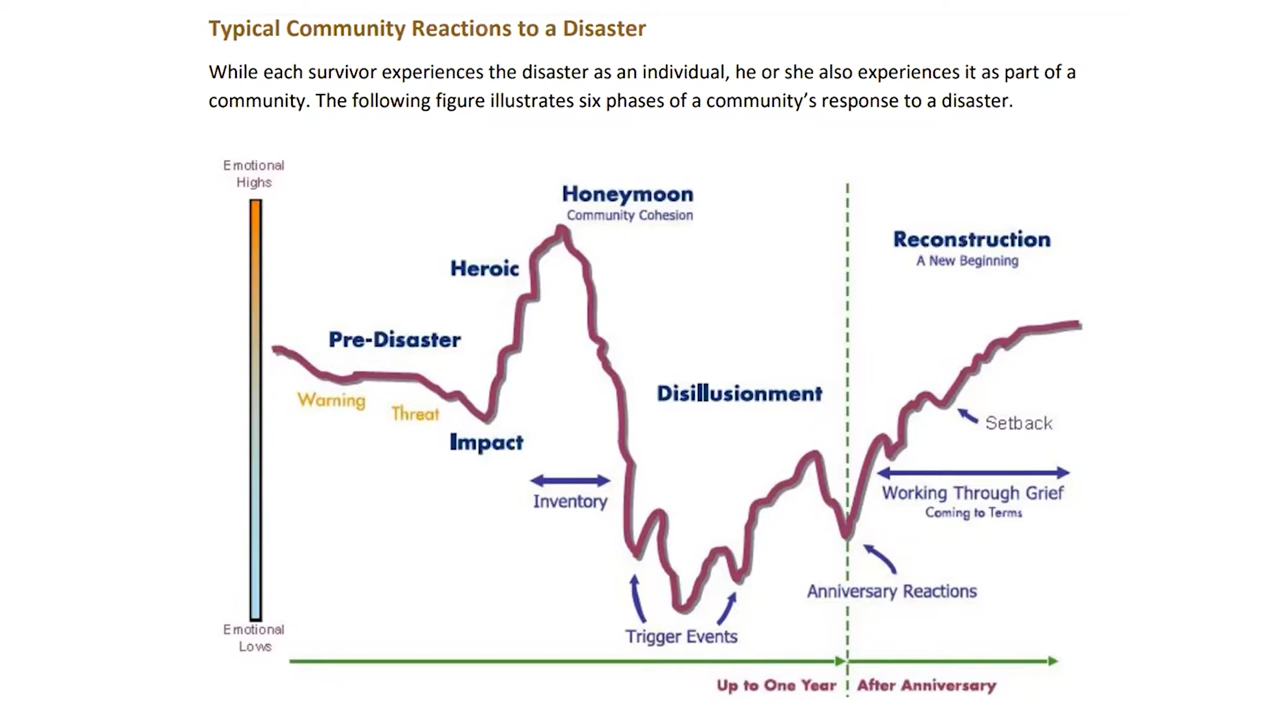 Typical Community Reactions to a Disaster
While each survivor experiences the disaster as an individual, he or she also experiences it as part of a
community. The following figure illustrates six phases of a community’s response to a disaster.
Emotional
Highs
Honeymoon
Community Cohesion
Reconstruction
A New Beginning
Heroic
Pre-Disaster
Warning
Threat
Disillusionment
Setback
Impact
Inventory
Working Through Grief
Coming to Terms
Anniversary Reactions
Trigger Events
Emotional
Lows
Up to One Year
After Anniversary